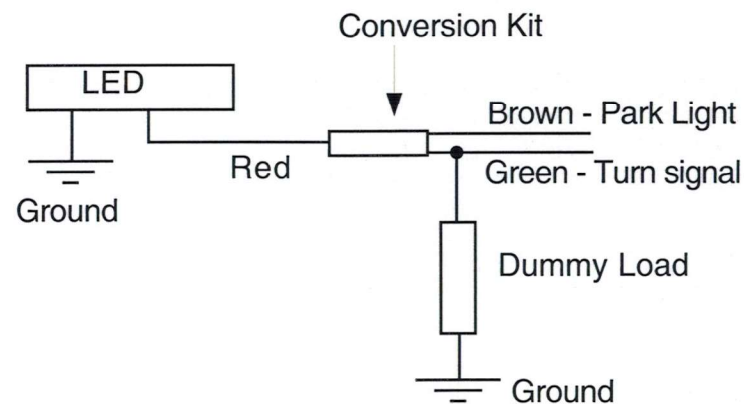 Conversion Kit
LED
Brown - Park Light
Red
Green - Turn signal
Ground
Dummy Load
Ground